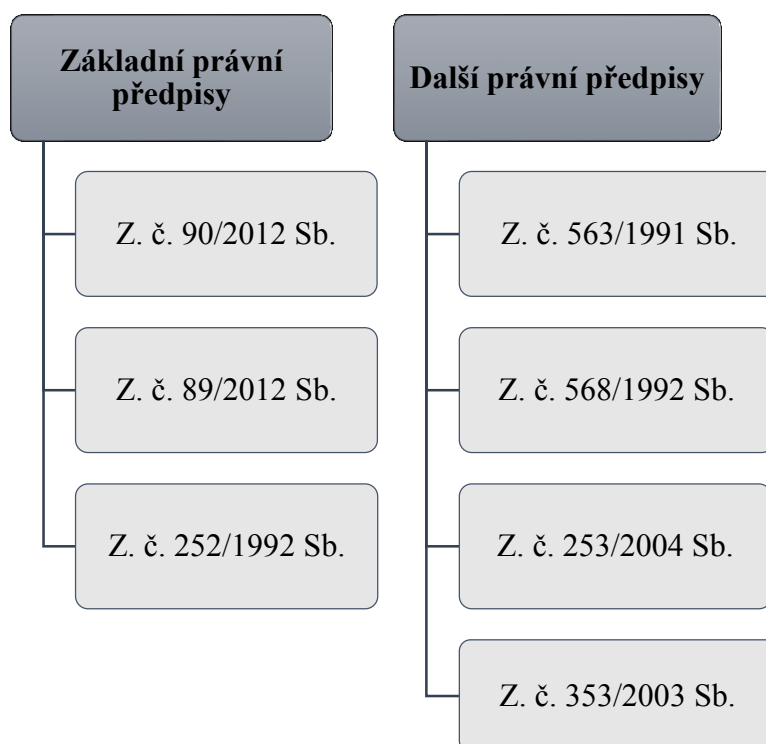 Základní právní
předpisy
Z. č. 90/2012 Sb.
Z. č. 89/2012 Sb.
Z. č. 252/1992 Sb.
Další právní předpisy
Z. č. 563/1991 Sb.
Z. č. 568/1992 Sb.
Z. č. 253/2004 Sb.
Z. č. 353/2003 Sb.